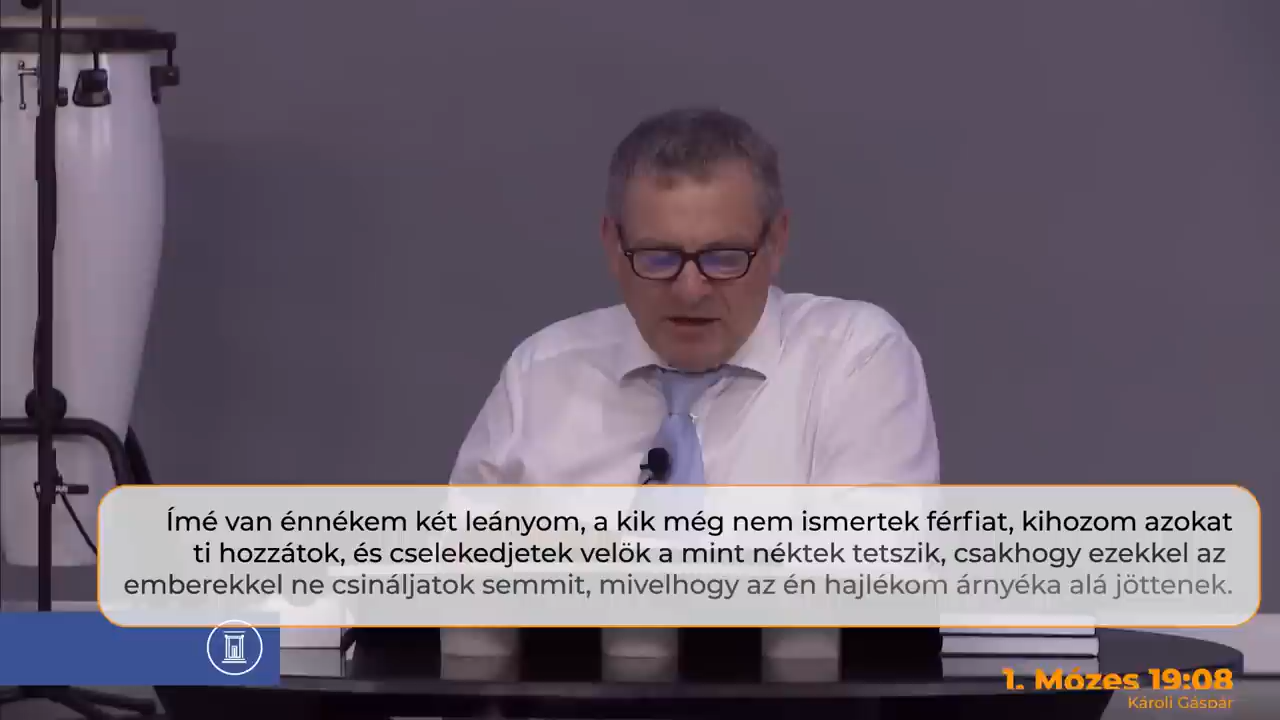 Ímé van énnékem két leányom, a kik még nem ismertek férfiat, kihozom azokat
ti hozzátok, és cselekedjetek velök a mint néktek tetszik, csakhogy ezekkel az
emberekkel ne csináljatok semmit, mivelhogy az én hajlékom árnyéka alá jöttenek.
1. Mózes 19:08
Károli Gáspár